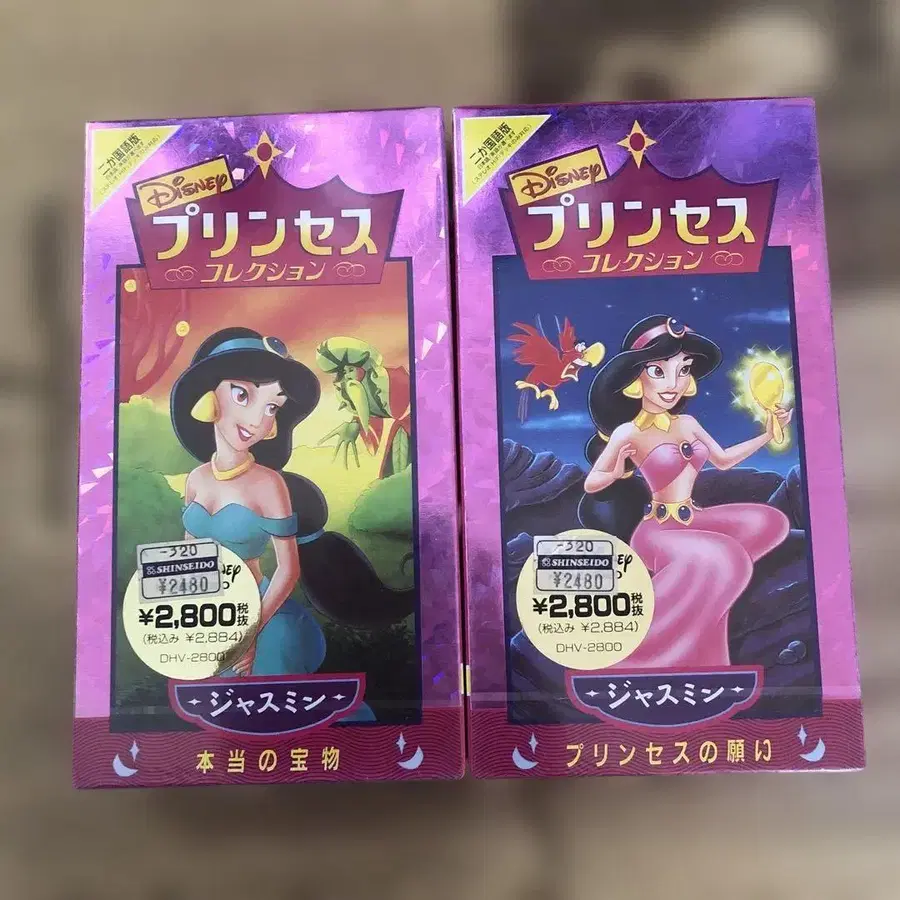 二か国語版
DISNEY
プリンセス
コレクション
-320
SHINSEIDO
¥2480
¥2,800税抜
(税込み ¥2,884)
DHV-2800
ジャスミン
本当の宝物
二か国語版
DISNEY
プリンセス
コレクション
-320
SHINSEIDO
¥2480
¥2,800税抜
(税込み ¥2,884)
DHV-2800
ジャスミン
プリンセスの願い